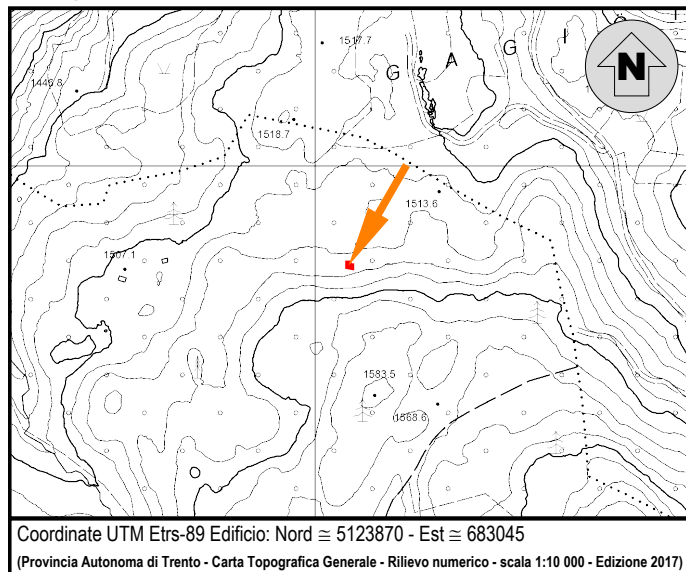 1517.7
G A G I
N
1446.8
1518.7
1513.6
1507.1
1583.5
1568.6
Coordinate UTM Etrs-89 Edificio: Nord ≅ 5123870 - Est ≅ 683045
(Provincia Autonoma di Trento - Carta Topografica Generale - Rilievo numerico - scala 1:10 000 - Edizione 2017)